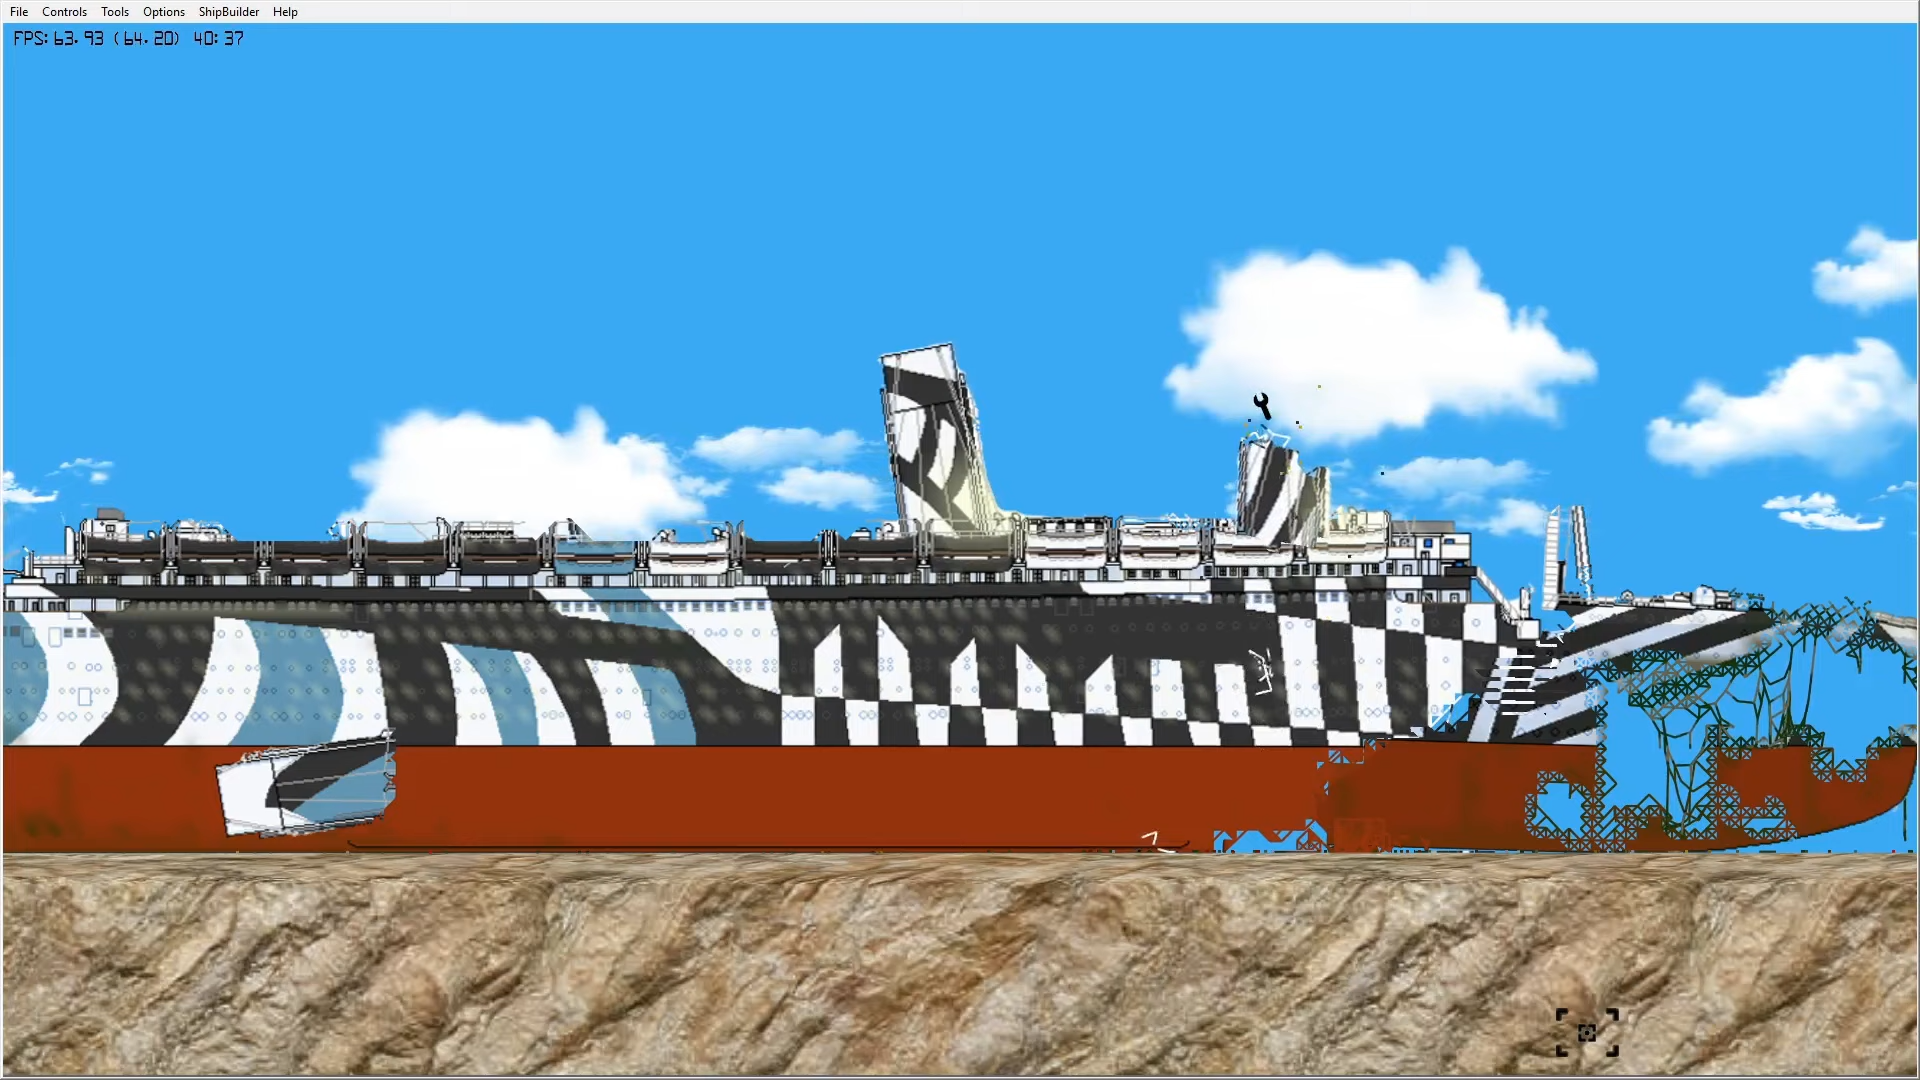 File Controls Tools Options ShipBuilder Help
FPS: 63.93 (64.20) 40:37